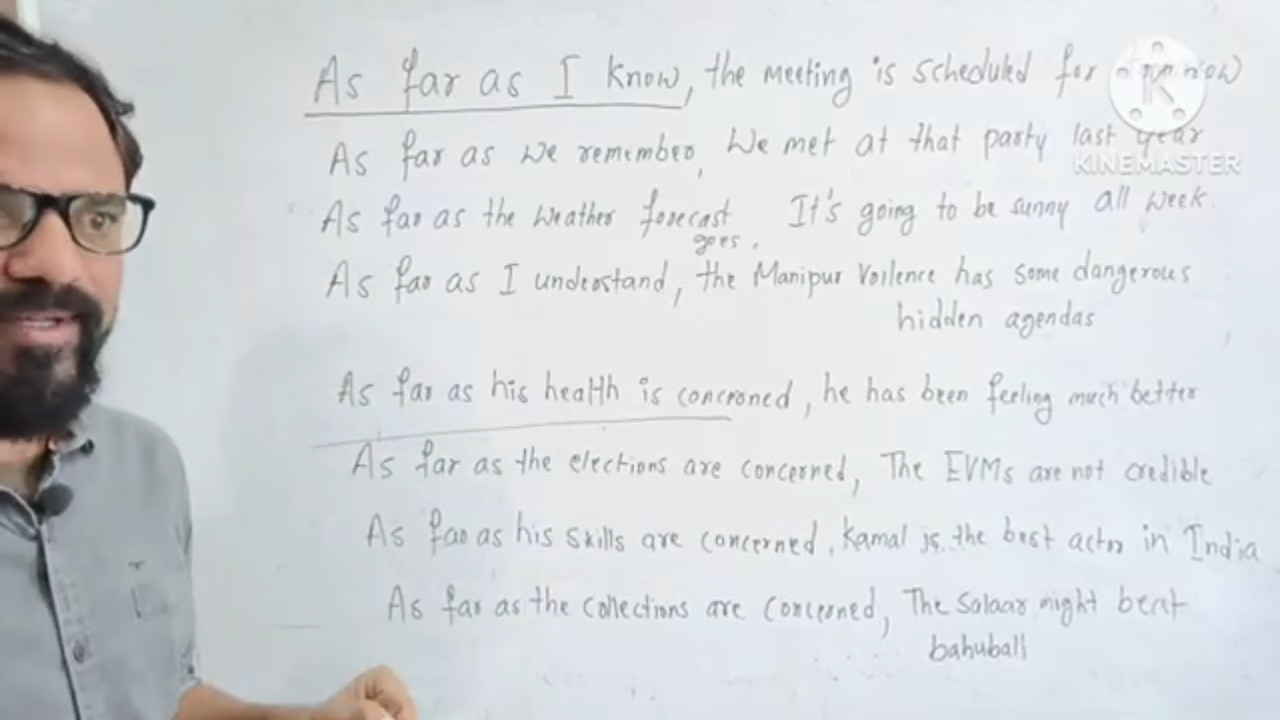 As far as I know, the meeting is scheduled for
As far as we remember, We met at that party last year
KINEMASTER
As far as the Weather forecast It's going to be sunny all week.
goes,
As far as I understand, the Manipur Voilence has some dangerous
hidden agendas
As far as his health is concroned, he has been feeling much better
As far as the elections are concerned, The EVMs are not credible
As far as his skills are concerned, Kamal is the best actor in India
As far as the collections are concerned, The Salaar might beat
bahubali